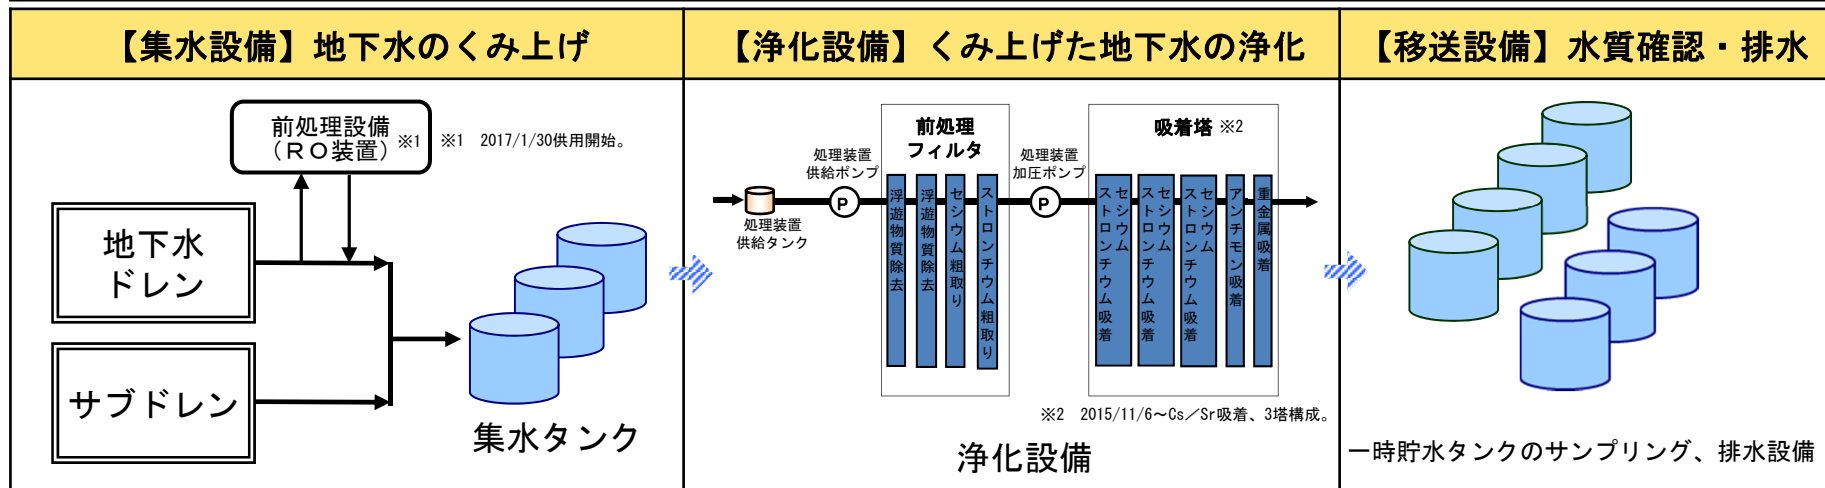 【集水設備】地下水のくみ上げ
【浄化設備】くみ上げた地下水の浄化
【移送設備】水質確認・排水
前処理設備
（ＲＯ装置）※1
※1　2017/1/30供用開始。
地下水
ドレン
サブドレン
集水タンク
処理装置
供給タンク
処理装置
供給ポンプ
P
前処理
フィルタ
浮遊物質除去
浮遊物質除去
セシウム粗取り
ストロンチウム粗取り
処理装置
加圧ポンプ
P
吸着塔 ※2
セシウム
ストロンチウム吸着
セシウム
ストロンチウム吸着
セシウム
ストロンチウム吸着
アンチモン吸着
重金属吸着
※2　2015/11/6～Cs／Sr吸着、3塔構成。
浄化設備
一時貯水タンクのサンプリング、排水設備